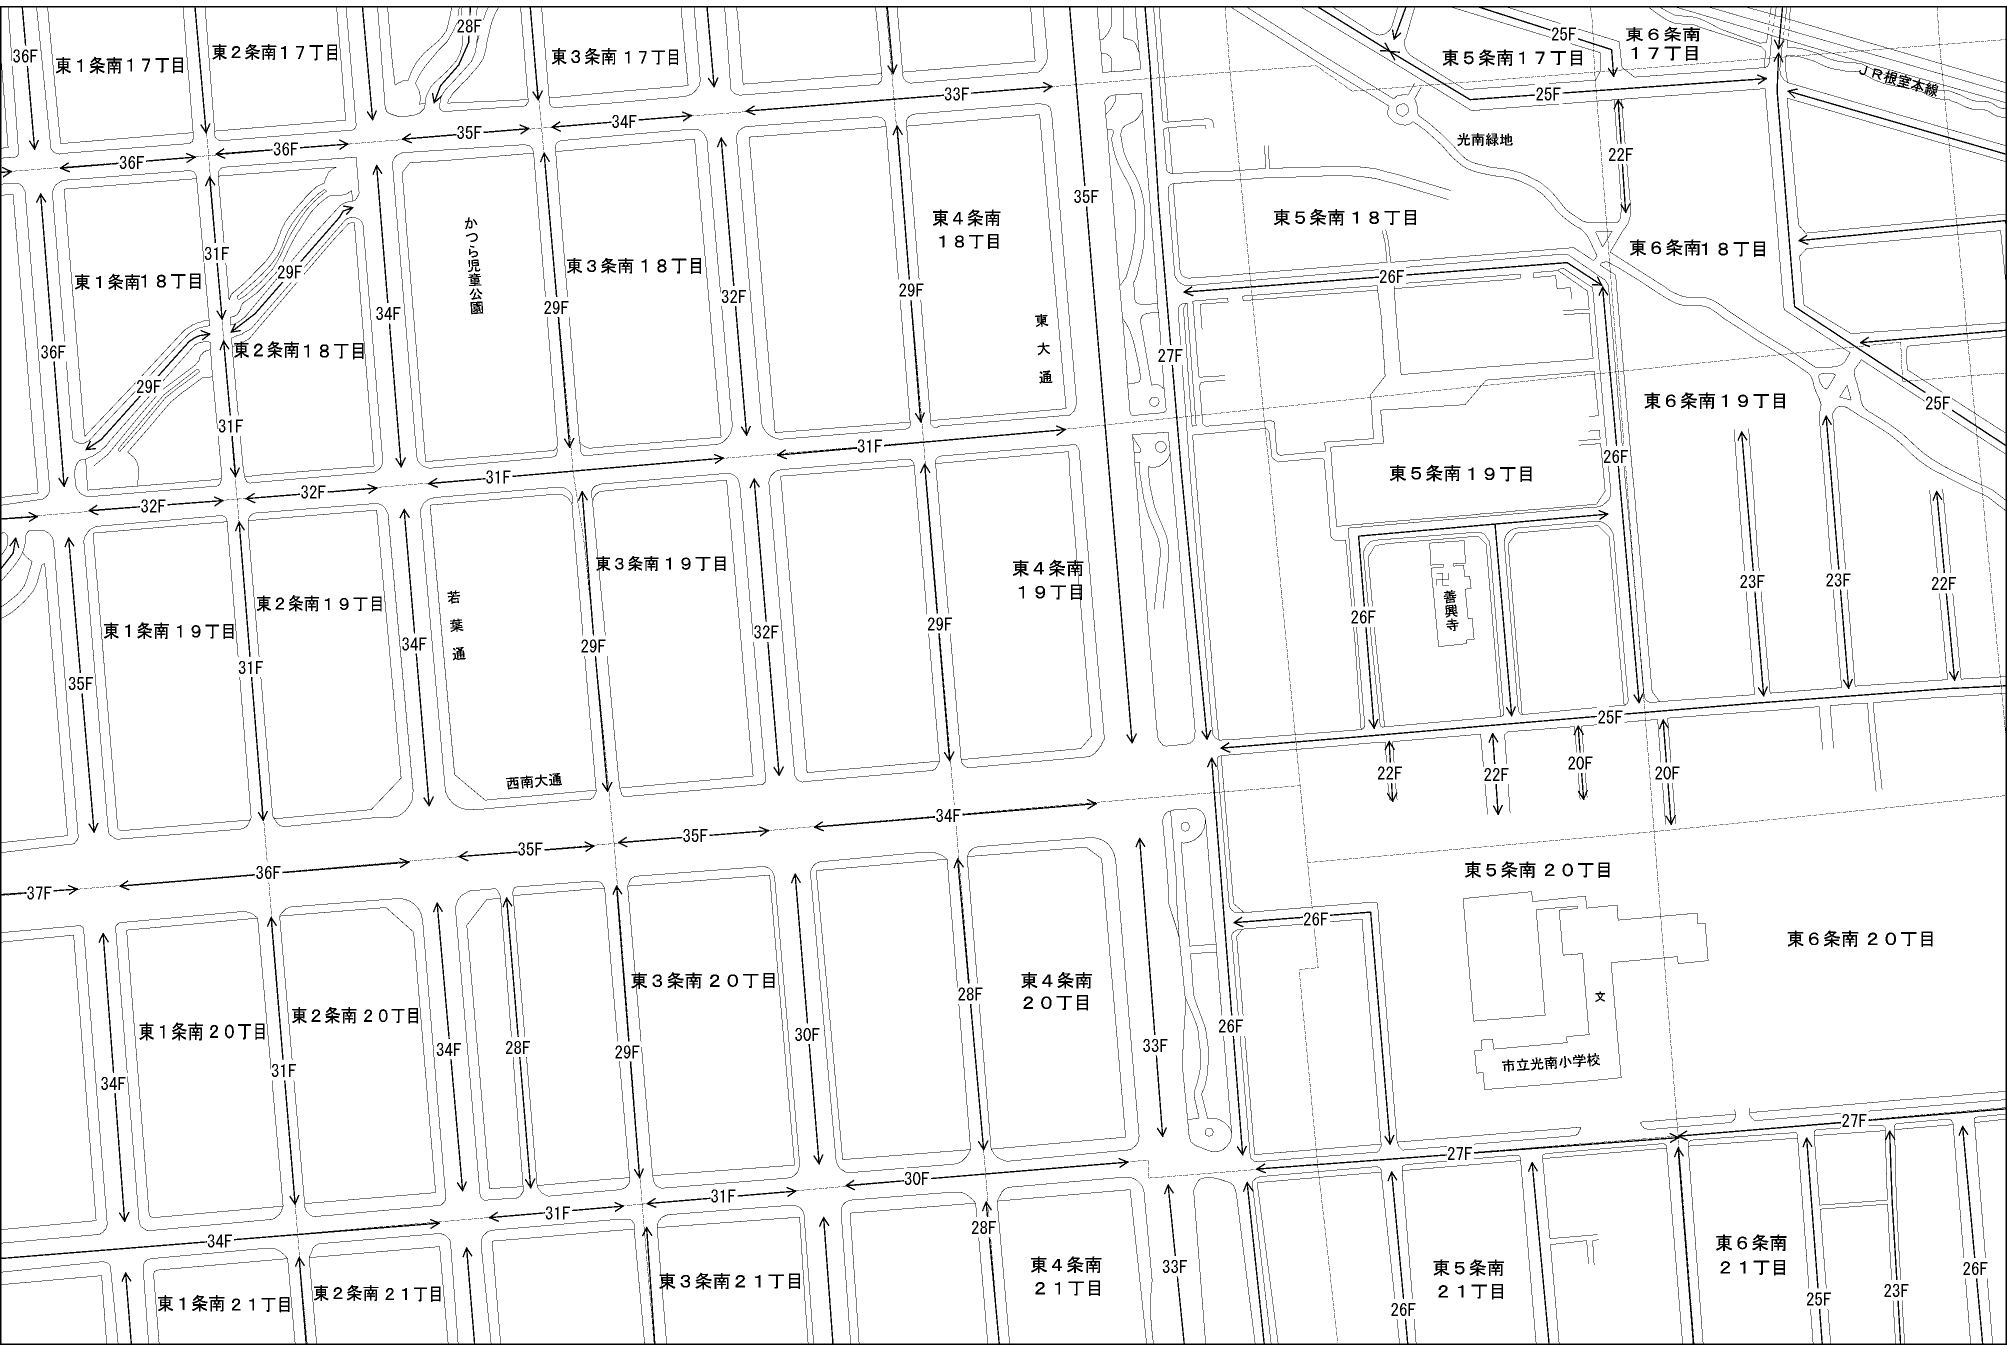 28F
36F
東１条南１７丁目
東２条南１７丁目
東３条南１７丁目
25F
東６条南
１７丁目
東５条南１７丁目
ＪＲ根室本線
33F
25F
34F
35F
36F
36F
光南緑地
22F
35F
かつら児童公園
東４条南
１８丁目
東５条南１８丁目
東６条南１８丁目
31F
29F
東１条南１８丁目
東３条南１８丁目
26F
32F
29F
29F
34F
東大通
36F
東２条南１８丁目
27F
29F
31F
東６条南１９丁目
25F
31F
26F
31F
東５条南１９丁目
32F
32F
東３条南１９丁目
東４条南
１９丁目
23F
23F
22F
若葉通
善興寺
東２条南１９丁目
東１条南１９丁目
26F
32F
29F
34F
29F
31F
35F
25F
西南大通
22F
22F
20F
20F
34F
35F
35F
36F
37F
東５条南２０丁目
26F
東６条南２０丁目
東３条南２０丁目
東４条南
２０丁目
28F
文
東２条南２０丁目
東１条南２０丁目
26F
30F
33F
34F
28F
29F
市立光南小学校
31F
34F
27F
27F
30F
31F
31F
28F
34F
東６条南
２１丁目
東４条南
２１丁目
33F
東５条南
２１丁目
26F
東３条南２１丁目
東２条南２１丁目
東１条南２１丁目
26F
25F
23F